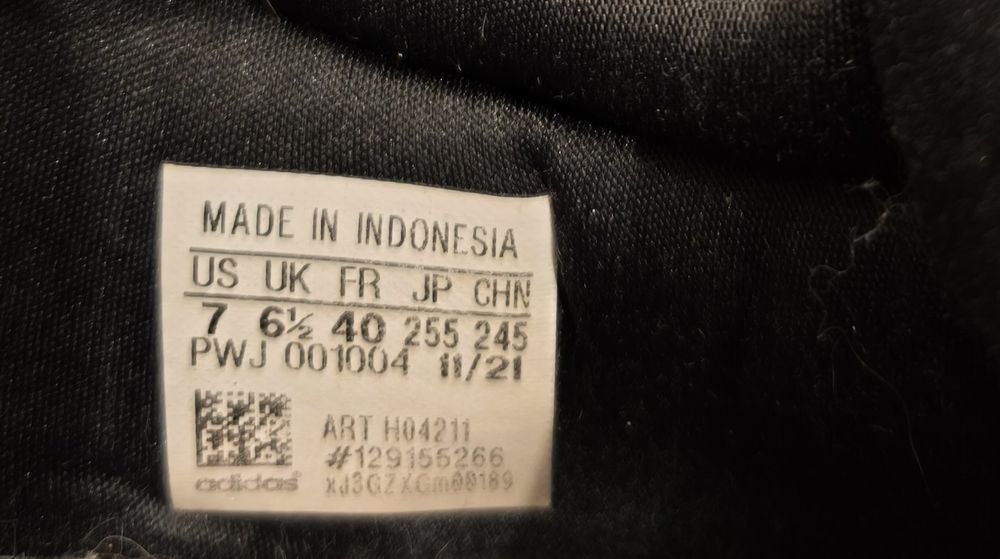 MADE IN INDONESIA
US UK FR JP CHN
7 6½ 40 255 245
PWJ 001004 11/21
ART H04211
#129155266
adidas